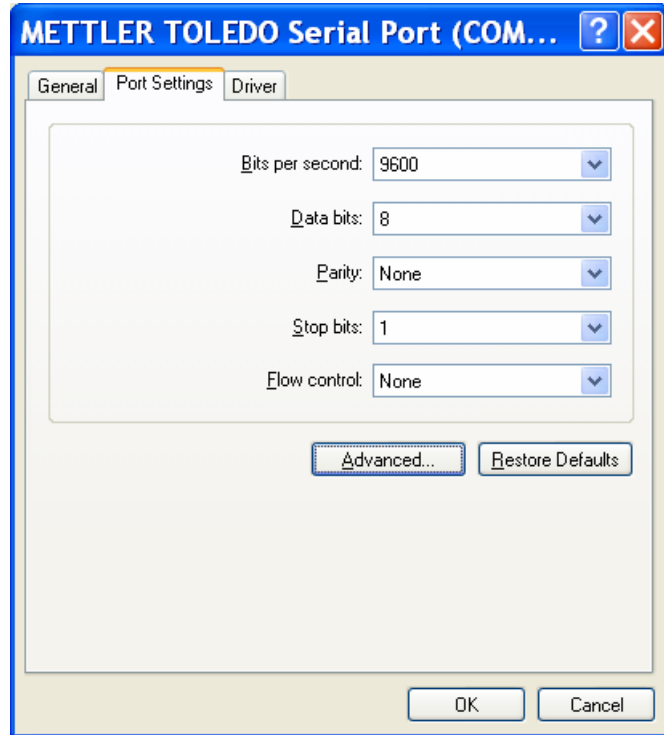 METTLER TOLEDO Serial Port (COM...
General Port Settings Driver
Bits per second: 9600
Data bits: 8
Parity: None
Stop bits: 1
Flow control: None
Advanced... Restore Defaults
OK Cancel